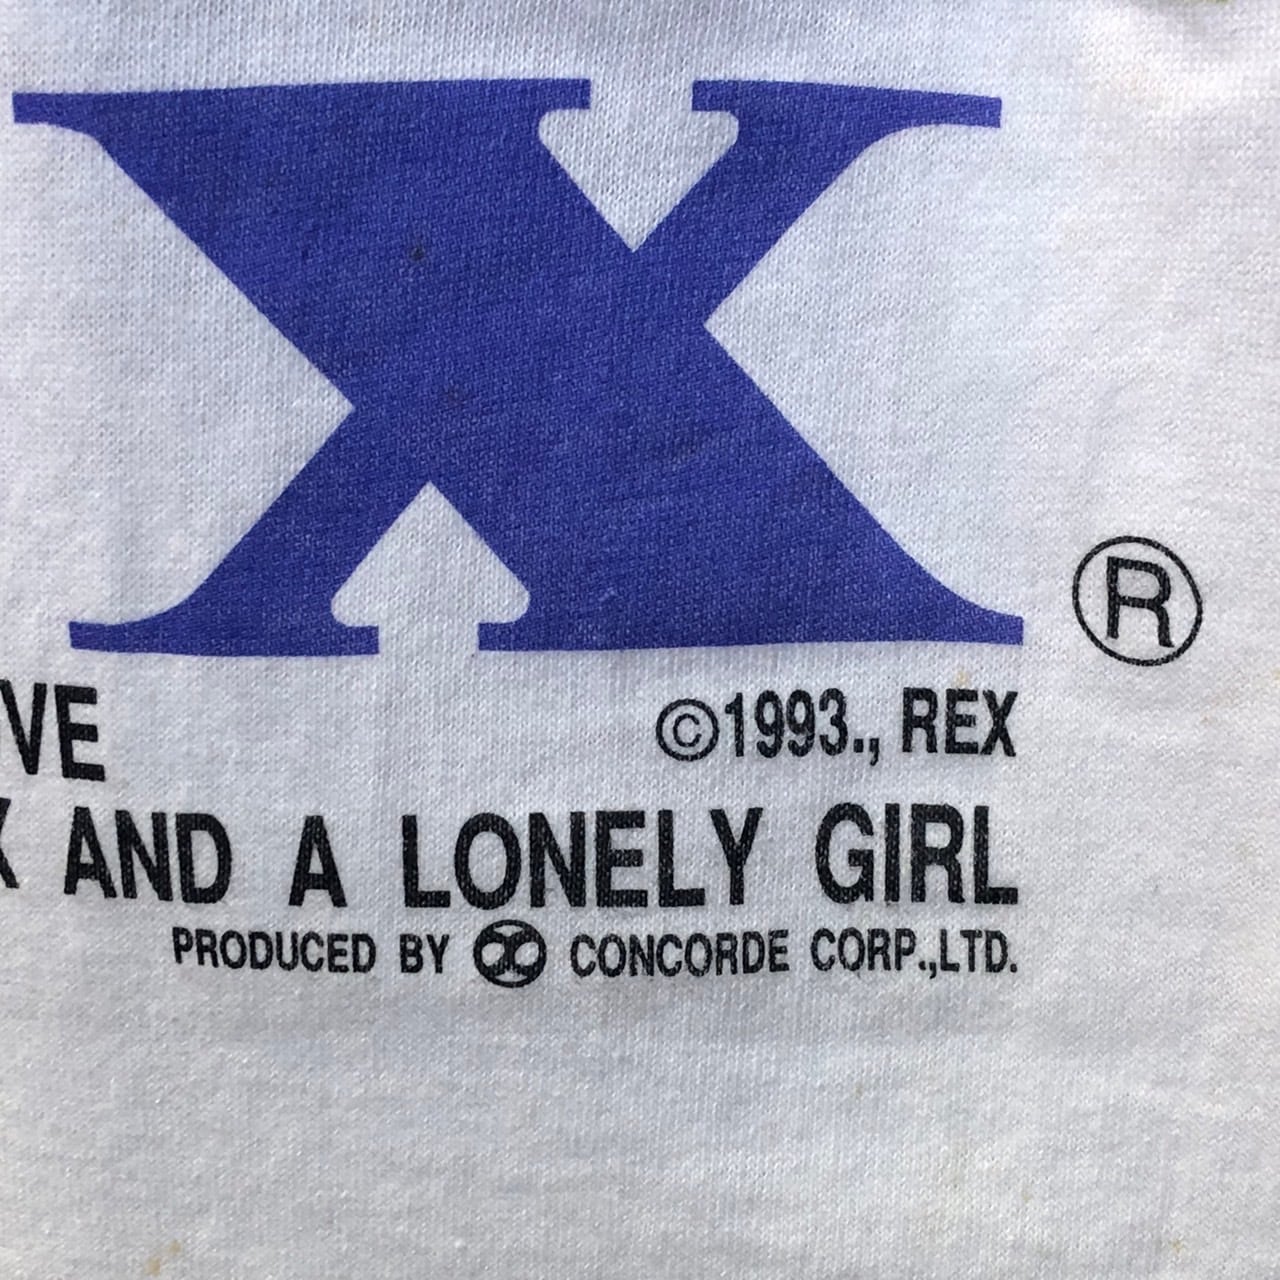 X ®
VE ©1993., REX
X AND A LONELY GIRL
PRODUCED BY CONCORDE CORP.,LTD.